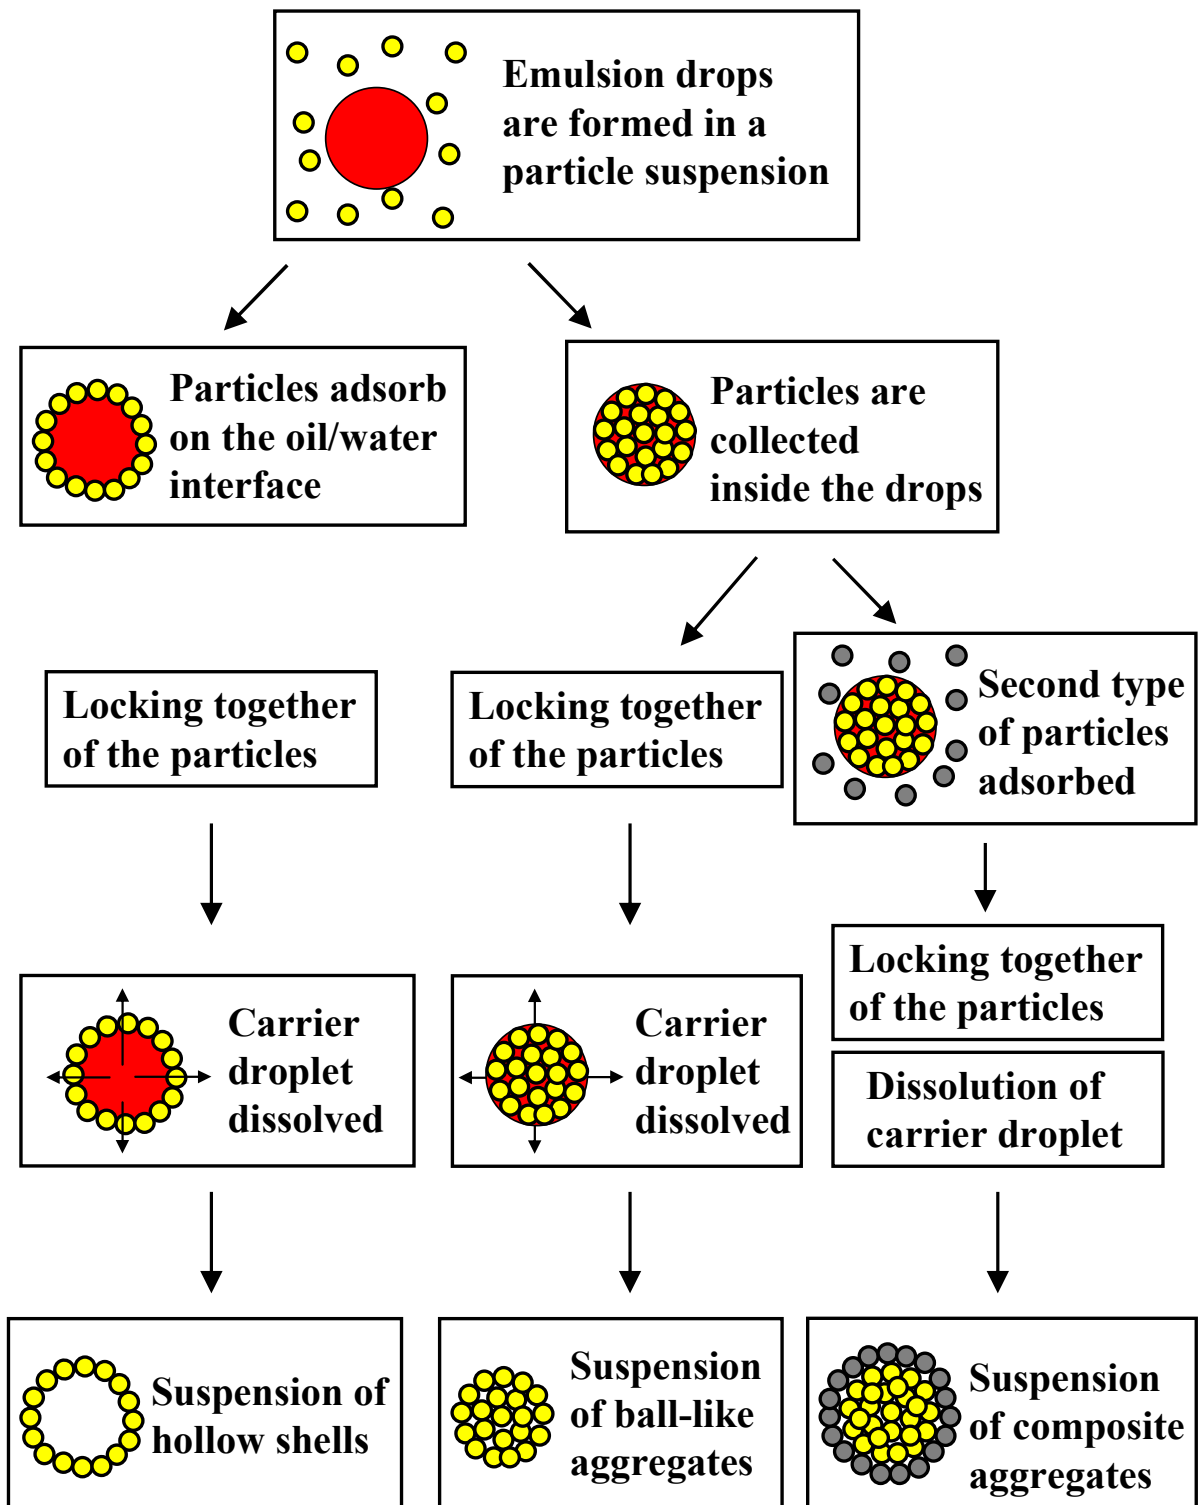 Emulsion drops
are formed in a
particle suspension
Particles adsorb
on the oil/water
interface
Particles are
collected
inside the drops
Locking together
of the particles
Locking together
of the particles
Second type
of particles
adsorbed
Carrier
droplet
dissolved
Carrier
droplet
dissolved
Locking together
of the particles
Dissolution of
carrier droplet
Suspension of
hollow shells
Suspension
of ball-like
aggregates
Suspension
of composite
aggregates